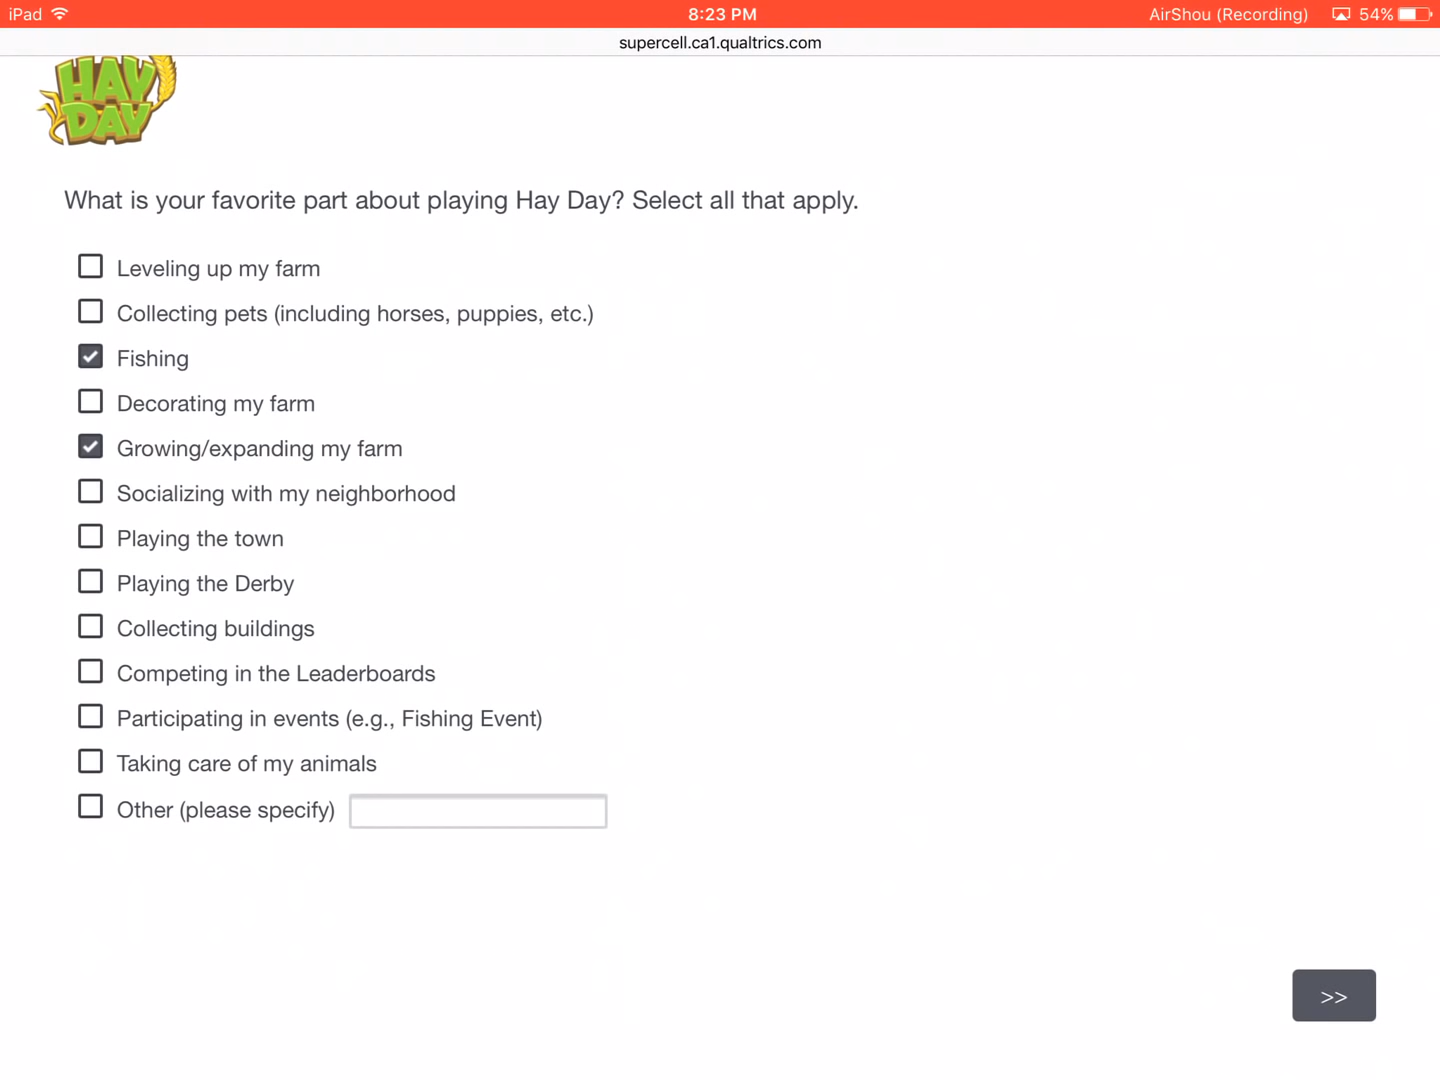 iPad
8:23 PM
AirShou (Recording)
54%
supercell.ca1.qualtrics.com
HAY
DAY
What is your favorite part about playing Hay Day? Select all that apply.
Leveling up my farm
Collecting pets (including horses, puppies, etc.)
Fishing
Decorating my farm
Growing/expanding my farm
Socializing with my neighborhood
Playing the town
Playing the Derby
Collecting buildings
Competing in the Leaderboards
Participating in events (e.g., Fishing Event)
Taking care of my animals
Other (please specify)
>>